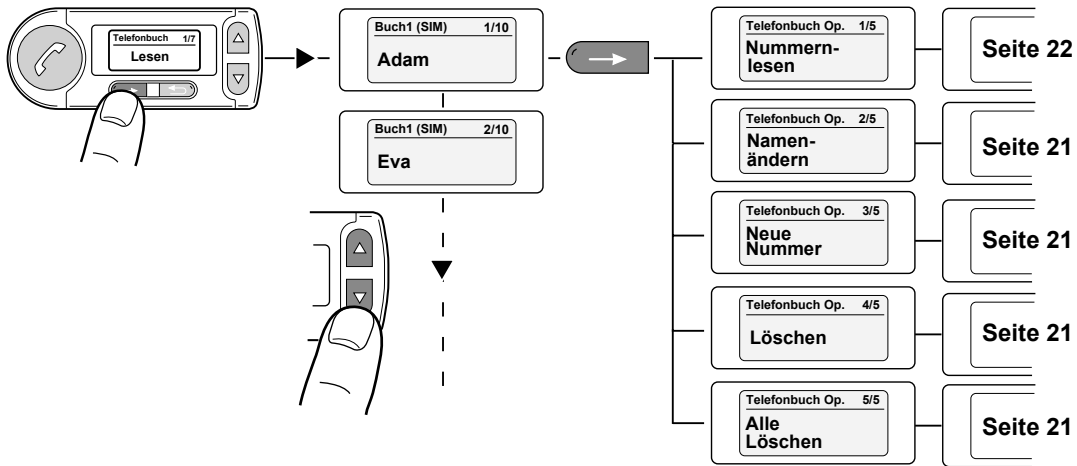 Telefonbuch 1/7
Lesen
Buch1 (SIM) 1/10
Adam
Buch1 (SIM) 2/10
Eva
Telefonbuch Op. 1/5
Nummern-
lesen
Seite 22
Telefonbuch Op. 2/5
Namen-
ändern
Seite 21
Telefonbuch Op. 3/5
Neue
Nummer
Seite 21
Telefonbuch Op. 4/5
Löschen
Seite 21
Telefonbuch Op. 5/5
Alle
Löschen
Seite 21